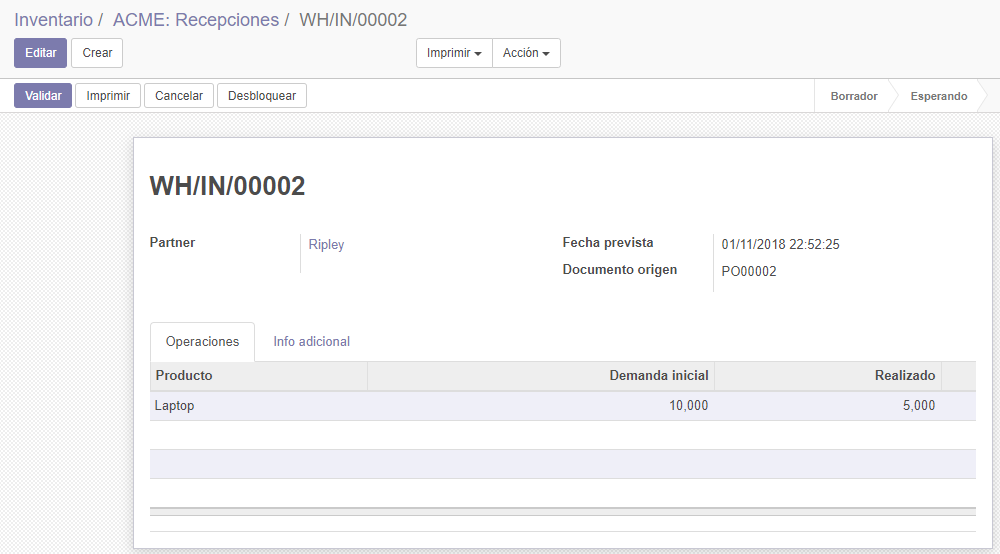 Inventario / ACME: Recepciones / WH/IN/00002
Editar Crear Imprimir Acción
Validar Imprimir Cancelar Desbloquear Borrador Esperando
WH/IN/00002
Partner Ripley Fecha prevista 01/11/2018 22:52:25
Documento origen PO00002
Operaciones Info adicional
Producto Demanda inicial Realizado
Laptop 10,000 5,000